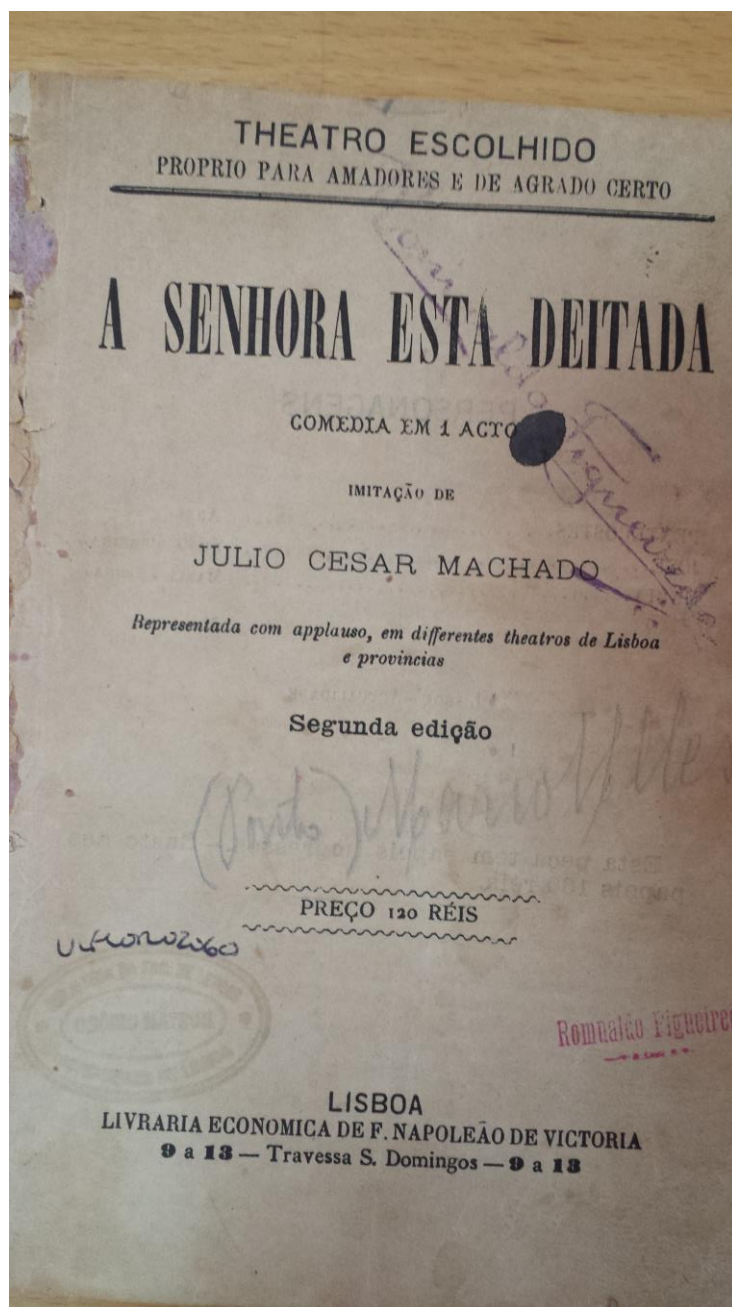 THEATRO ESCOLHIDO
PROPRIO PARA AMADORES E DE AGRADO CERTO
A SENHORA ESTÁ DEITADA
COMEDIA EM 1 ACTO
IMITAÇÃO DE
JULIO CESAR MACHADO
Representada com applauso, em differentes theatros de Lisboa
e provincias
Segunda edição
Mario
PREÇO 120 RÉIS
Romualdo Figueire
LISBOA
LIVRARIA ECONOMICA DE F. NAPOLEÃO DE VICTORIA
9 a 13 — Travessa S. Domingos — 9 a 13